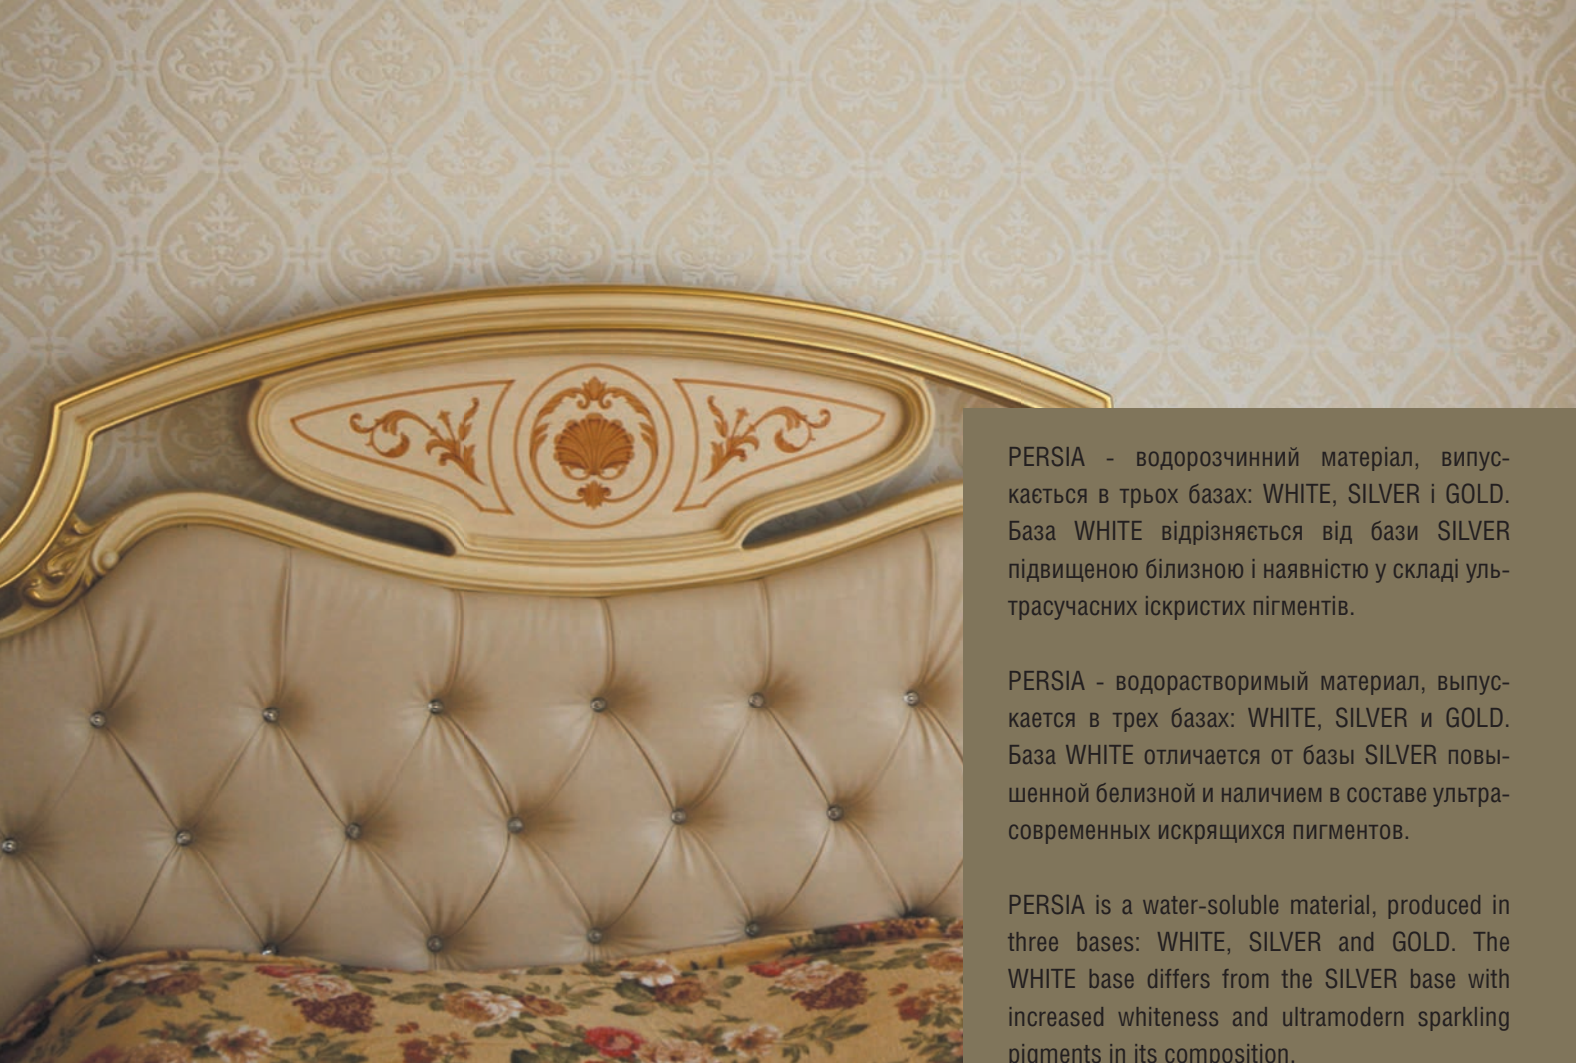 PERSIA - водорозчинний матеріал, випус-
кається в трьох базах: WHITE, SILVER і GOLD.
База WHITE відрізняється від бази SILVER
підвищеною білизною і наявністю у складі уль-
трасучасних іскристих пігментів.
PERSIA - водорастворимый материал, выпус-
кается в трех базах: WHITE, SILVER и GOLD.
База WHITE отличается от базы SILVER повы-
шенной белизной и наличием в составе ультра-
современных искрящихся пигментов.
PERSIA is a water-soluble material, produced in
three bases: WHITE, SILVER and GOLD. The
WHITE base differs from the SILVER base with
increased whiteness and ultramodern sparkling
pigments in its composition.